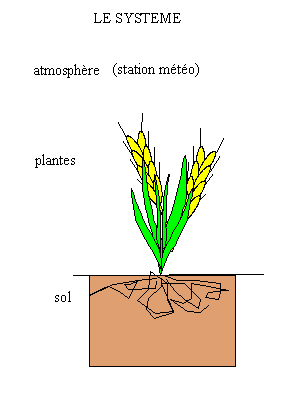 LE SYSTEME
atmosphère (station météo)
plantes
sol